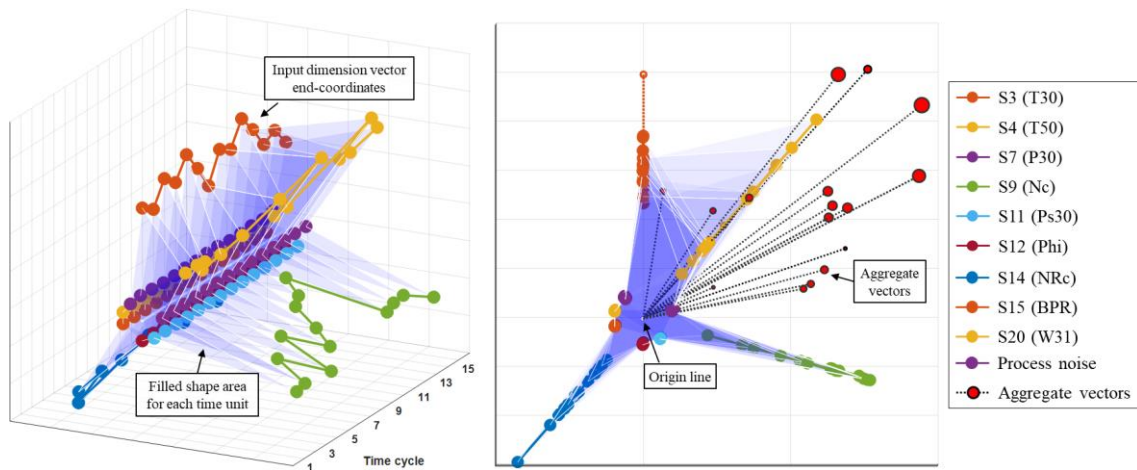 Input dimension vector
end-coordinates
Filled shape area
for each time unit
1
3
5
7
9
11
13
15
Time cycle
Aggregate
vectors
Origin line
S3 (T30)
S4 (T50)
S7 (P30)
S9 (Nc)
S11 (Ps30)
S12 (Phi)
S14 (NRc)
S15 (BPR)
S20 (W31)
Process noise
Aggregate vectors